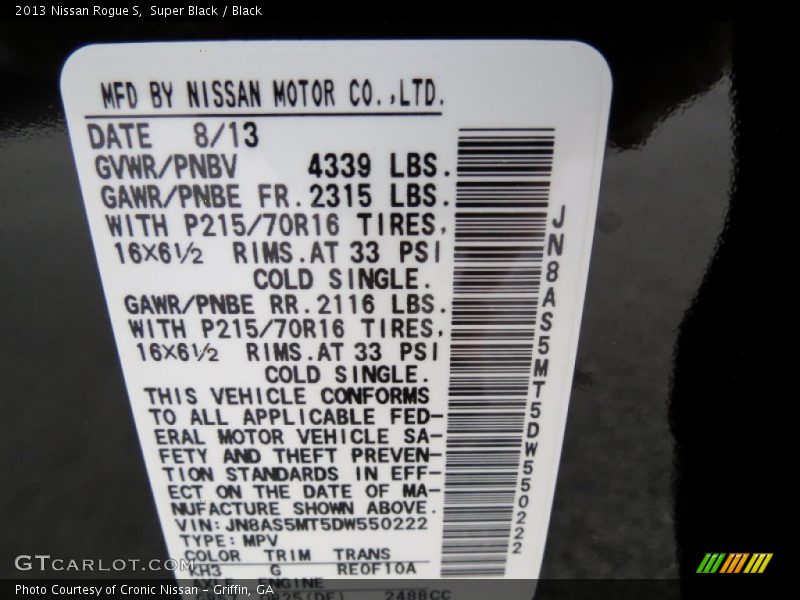 2013 Nissan Rogue S, Super Black / Black
MFD BY NISSAN MOTOR CO.,LTD.
DATE 8/13
GVWR/PNBV 4339 LBS.
GAWR/PNBE FR.2315 LBS.
WITH P215/70R16 TIRES,
16X6½ RIMS.AT 33 PSI
COLD SINGLE.
GAWR/PNBE RR.2116 LBS.
WITH P215/70R16 TIRES,
16X6½ RIMS.AT 33 PSI
COLD SINGLE.
THIS VEHICLE CONFORMS
TO ALL APPLICABLE FED-
ERAL MOTOR VEHICLE SA-
FETY AND THEFT PREVEN-
TION STANDARDS IN EFF-
ECT ON THE DATE OF MA-
NUFACTURE SHOWN ABOVE.
VIN:JN8AS5MT5DW550222
TYPE:MPV
COLOR TRIM TRANS
KH3 G RE0F10A
AXLE ENGINE
2488CC
JN8AS5MT5DW550222
GTCARLOT.COM
Photo Courtesy of Cronic Nissan - Griffin, GA